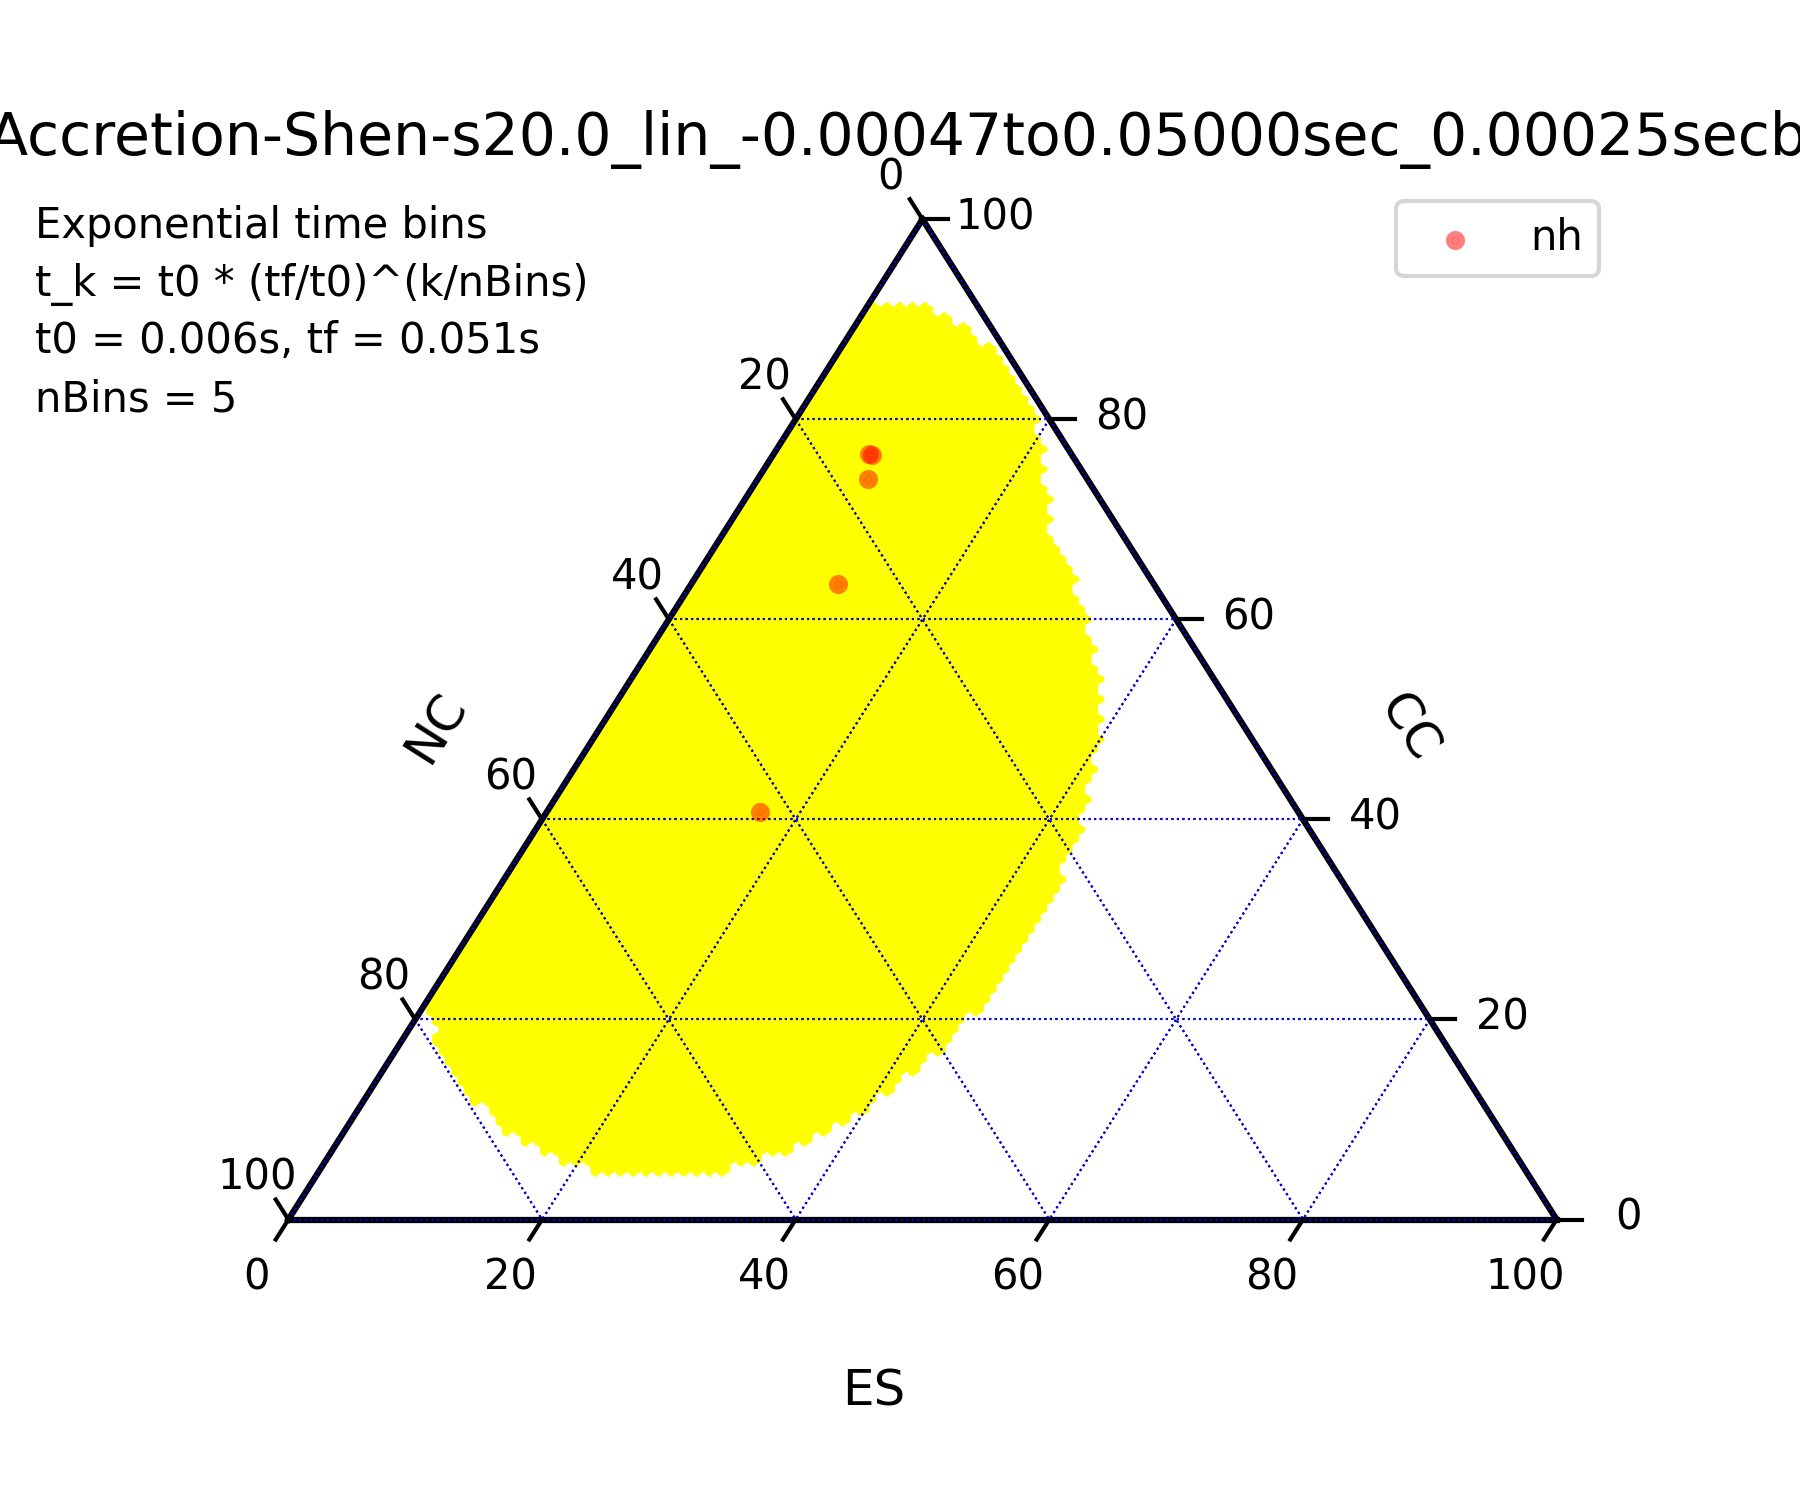 Accretion-Shen-s20.0_lin_-0.00047to0.05000sec_0.00025secb
Exponential time bins
t_k = t0 * (tf/t0)^(k/nBins)
t0 = 0.006s, tf = 0.051s
nBins = 5
nh
0
100
20
80
40
60
NC
CC
60
40
80
20
100
0
0
20
40
60
80
100
ES